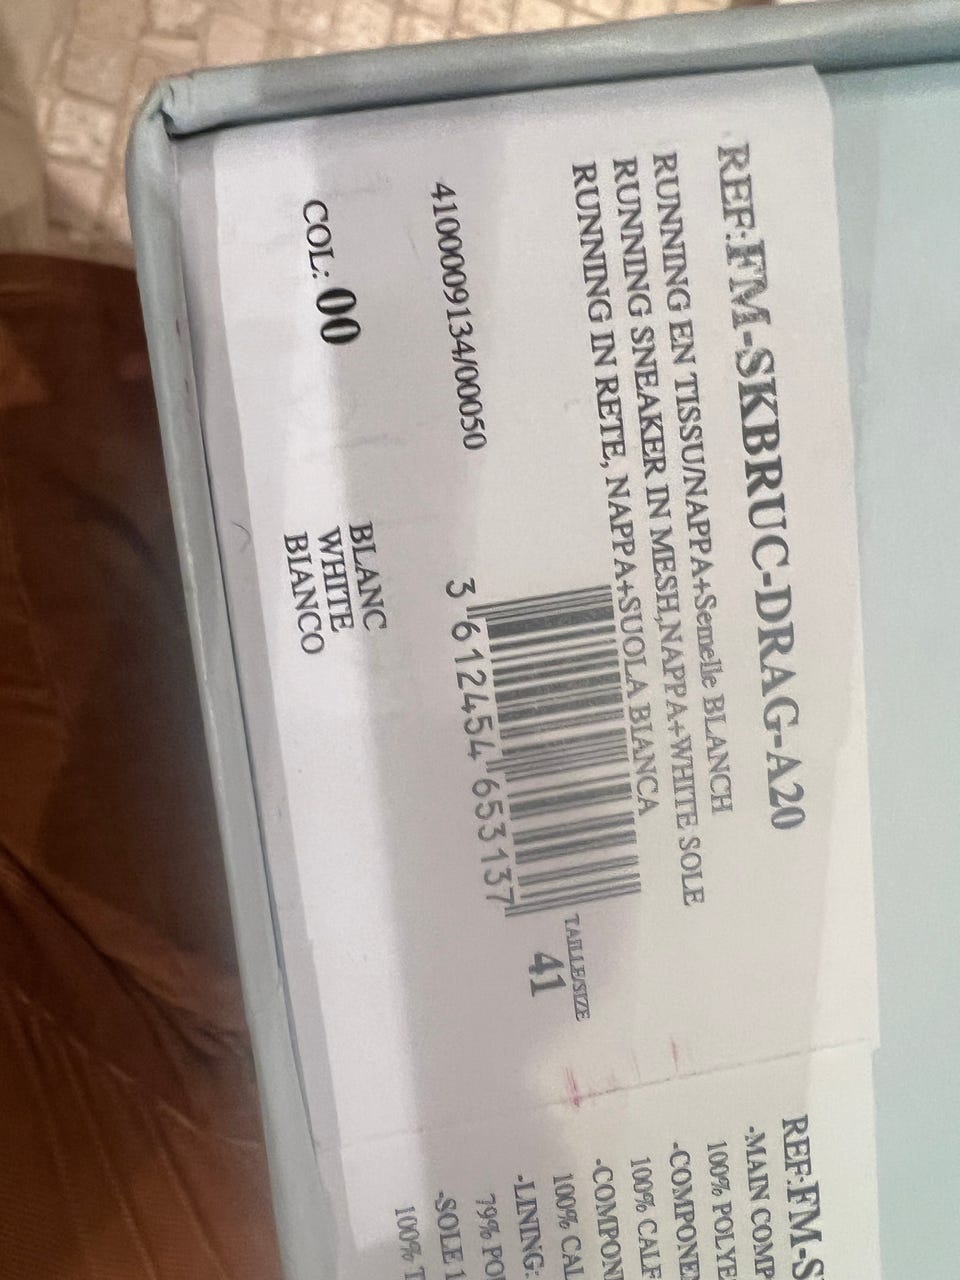 REF:FM-SKBRUC-DRAG-A20
RUNNING EN TISSU/NAPPA+Semelle BLANCH
RUNNING SNEAKER IN MESH,NAPPA+WHITE SOLE
RUNNING IN RETE, NAPPA+SUOLA BIANCA
4100009134/00050
3 612454 653137
TAILLE/SIZE
41
COL: 00
BLANC
WHITE
BIANCO
REF:FM-S
-MAIN COMP
100% POLYE
-COMPONEN
100% CALF
-COMPONI
100% CAL
-LINING:
79% PO
-SOLE 1
100% T